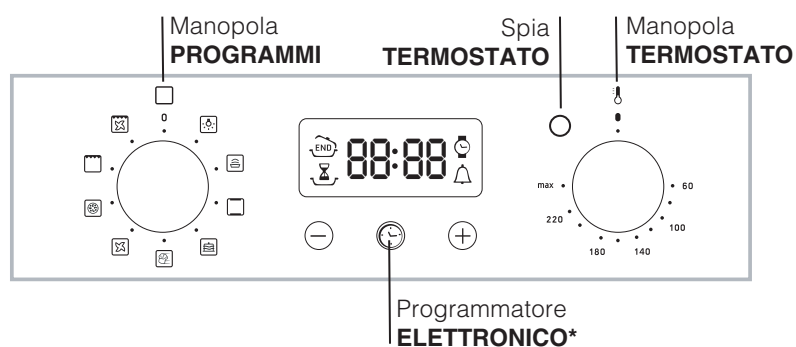 Manopola
PROGRAMMI
Spia
TERMOSTATO
Manopola
TERMOSTATO
0
END
88:88
max
60
220
100
180
140
Programmatore
ELETTRONICO*